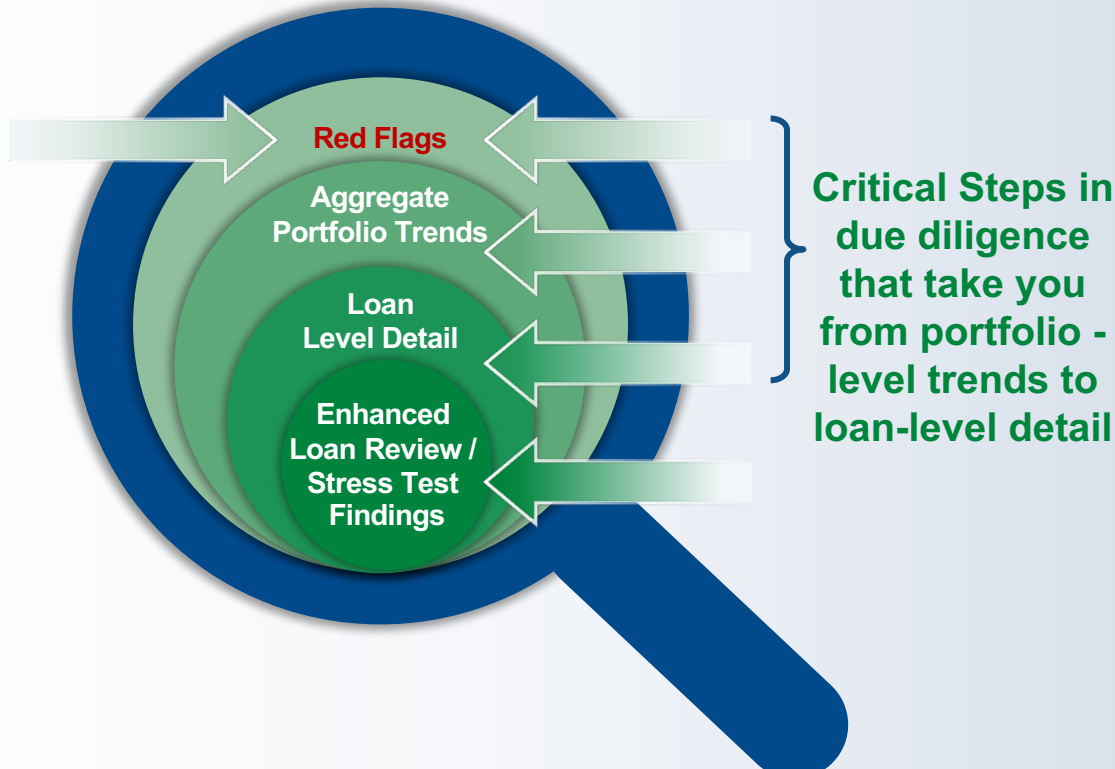 Red Flags
Aggregate
Portfolio Trends
Loan
Level Detail
Enhanced
Loan Review /
Stress Test
Findings
Critical Steps in
due diligence
that take you
from portfolio -
level trends to
loan-level detail